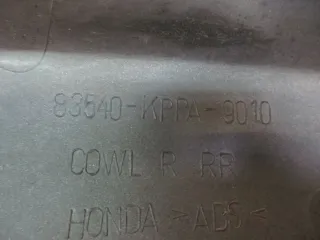 83540-KPPA-9010
COWL R RR
HONDA >ABS<